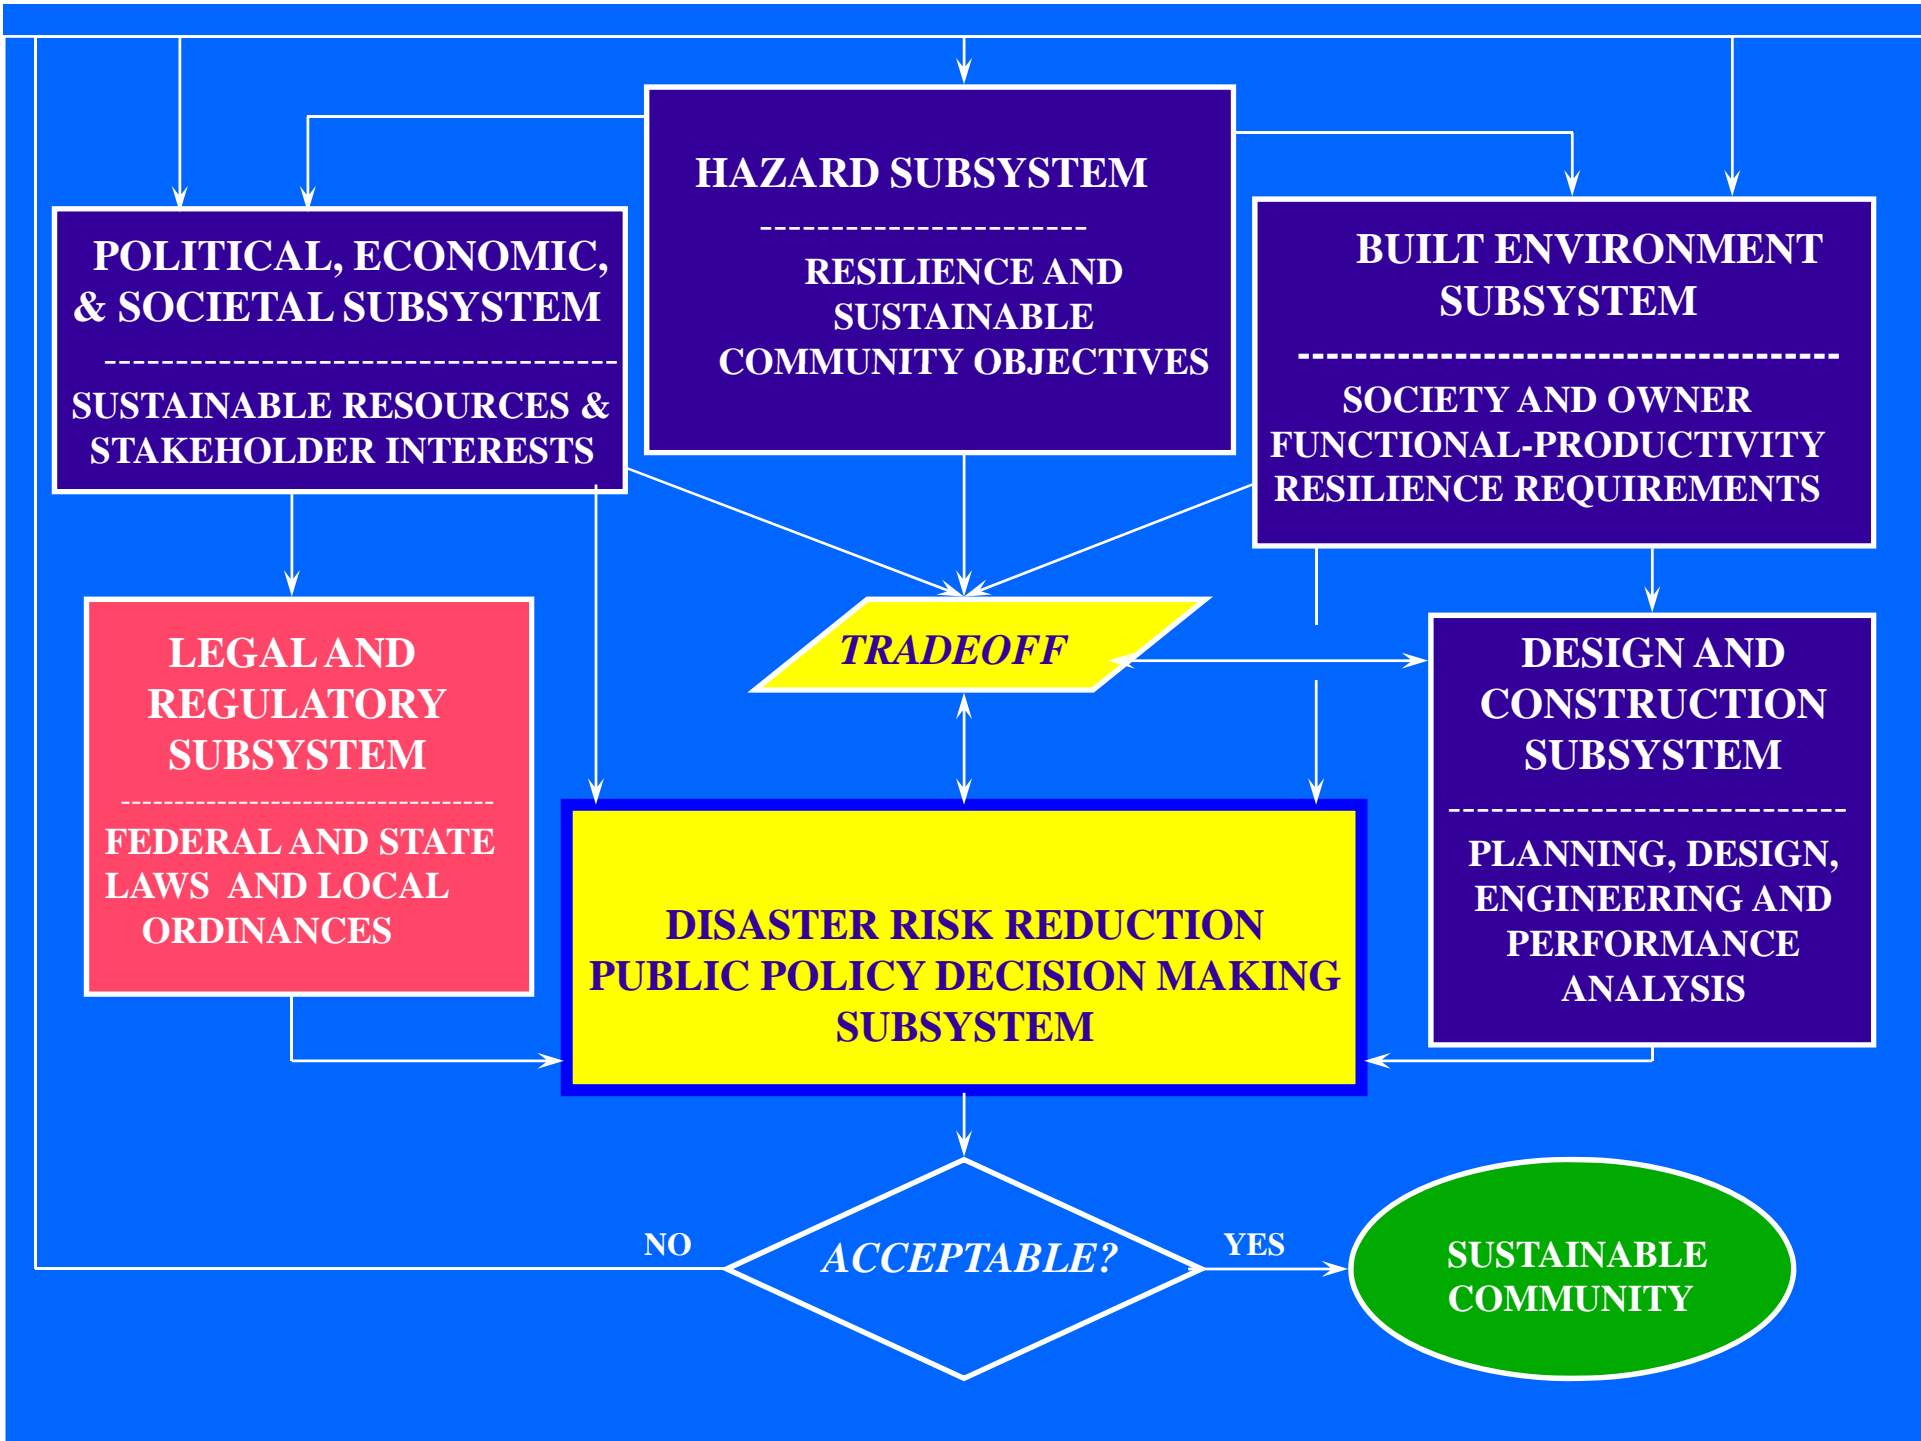 HAZARD SUBSYSTEM
-----------------------
RESILIENCE AND
SUSTAINABLE
COMMUNITY OBJECTIVES
POLITICAL, ECONOMIC,
& SOCIETAL SUBSYSTEM
------------------------------------
SUSTAINABLE RESOURCES &
STAKEHOLDER INTERESTS
BUILT ENVIRONMENT
SUBSYSTEM
--------------------------------------
SOCIETY AND OWNER
FUNCTIONAL-PRODUCTIVITY
RESILIENCE REQUIREMENTS
LEGAL AND
REGULATORY
SUBSYSTEM
-----------------------------------
FEDERAL AND STATE
LAWS  AND LOCAL
ORDINANCES
TRADEOFF
DESIGN AND
CONSTRUCTION
SUBSYSTEM
----------------------------
PLANNING, DESIGN,
ENGINEERING AND
PERFORMANCE
ANALYSIS
DISASTER RISK REDUCTION
PUBLIC POLICY DECISION MAKING
SUBSYSTEM
NO
ACCEPTABLE?
YES
SUSTAINABLE
COMMUNITY